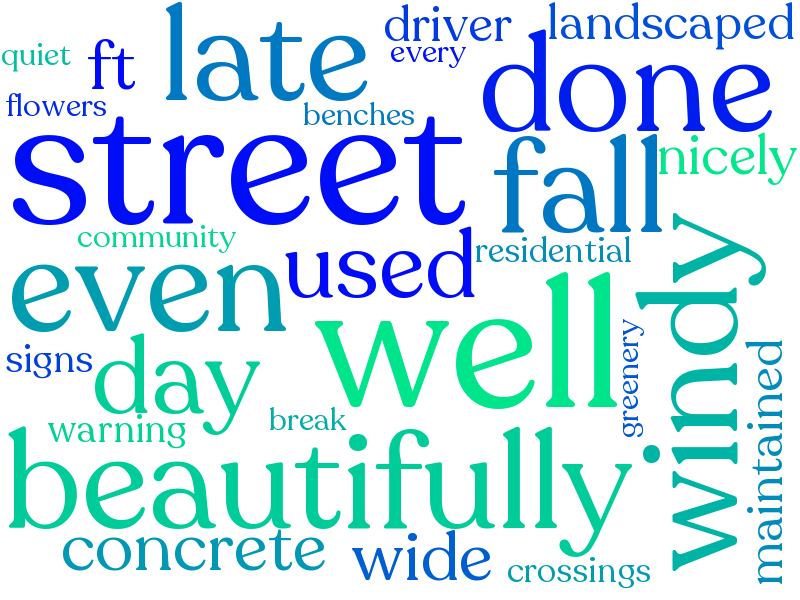 quiet
ft
late
driver
every
landscaped
flowers
benches
done
street
fall
nicely
community
residential
even
used
windy
well
signs
day
greenery
maintained
warning
break
beautifully
concrete
wide
crossings